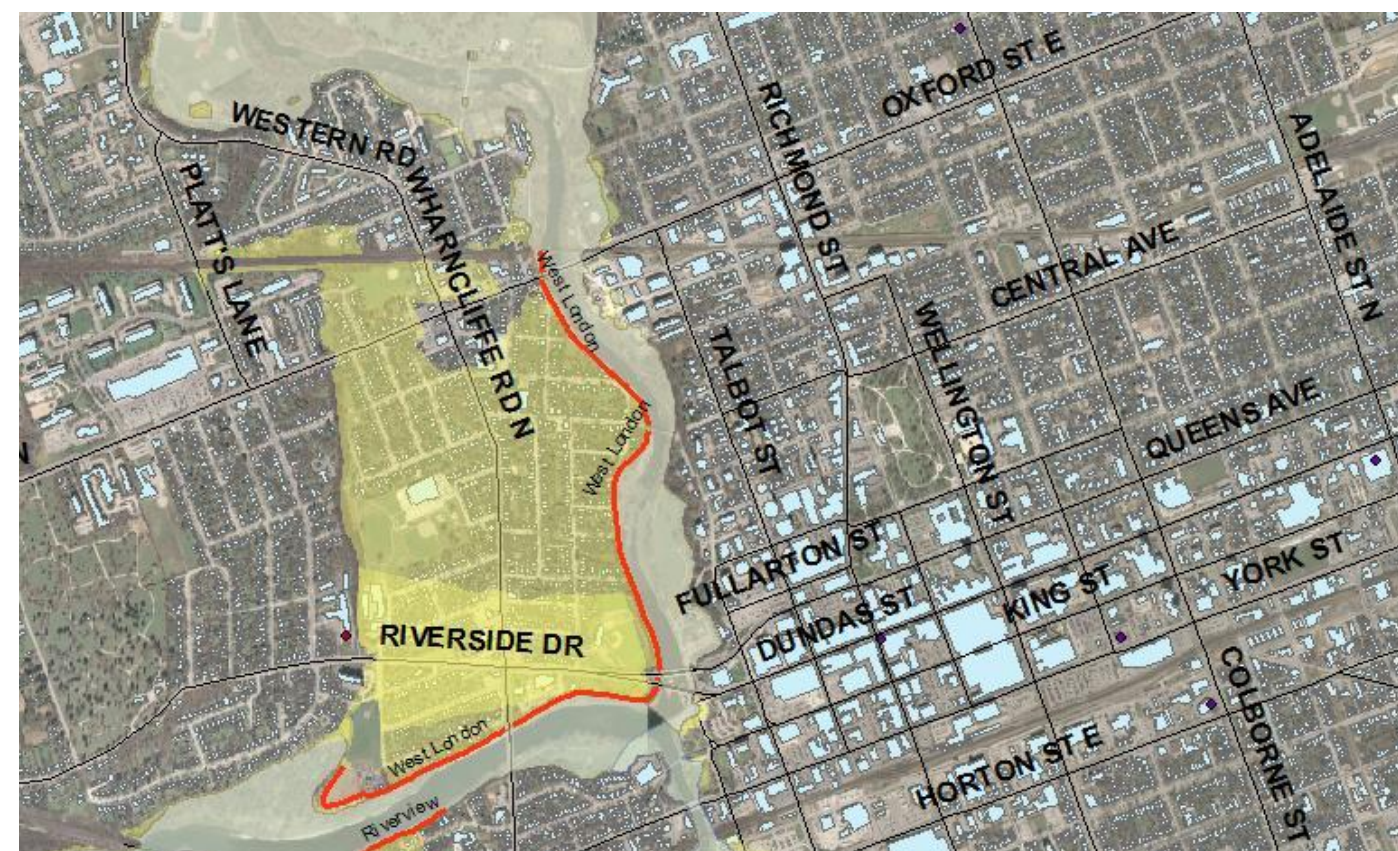 OXFORD ST E
RICHMOND ST
ADELAIDE ST N
WESTERN RD
WHARNCLIFFE RD N
PLATT'S LANE
CENTRAL AVE
West London
TALBOT ST
WELLINGTON ST
West London
QUEENS AVE
FULLARTON ST
YORK ST
KING ST
DUNDAS ST
RIVERSIDE DR
COLBORNE ST
West London
HORTON ST E
Riverview